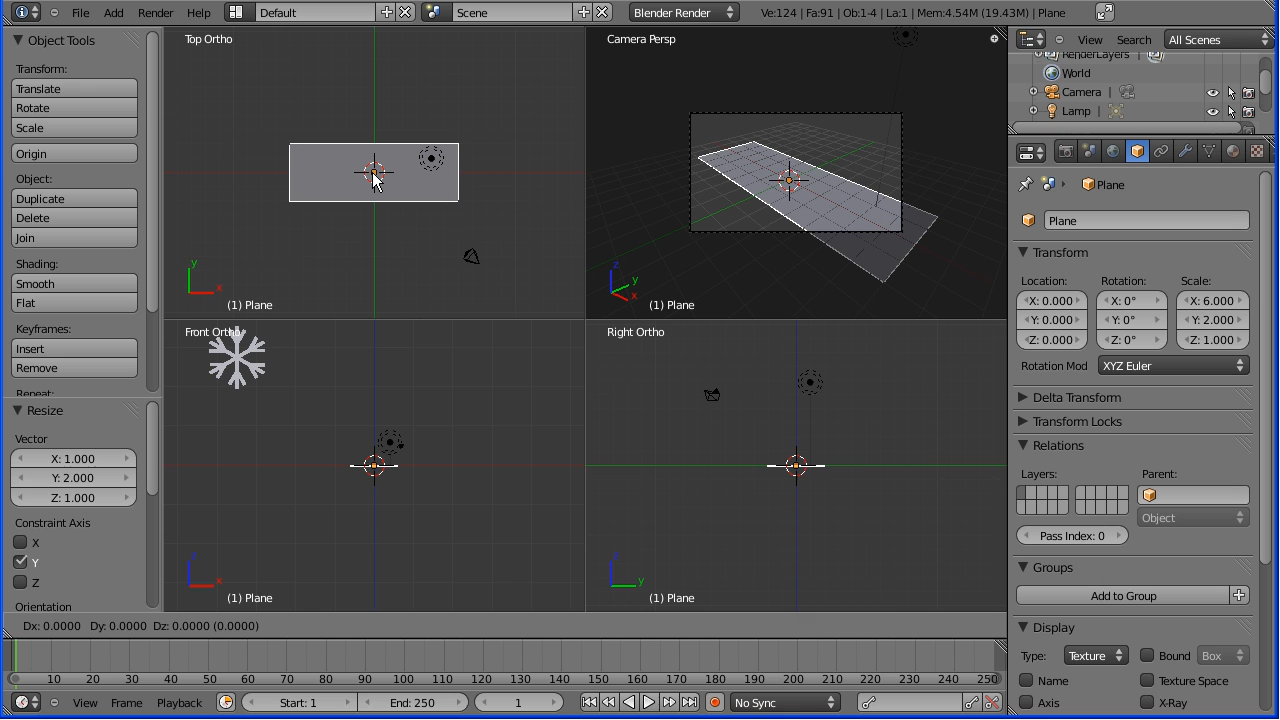 File Add Render Help Default Scene Blender Render Ve:124 | Fa:91 | Ob:1-4 | La:1 | Mem:4.54M (19.43M) | Plane
Object Tools
Transform:
Translate
Rotate
Scale
Origin
Object:
Duplicate
Delete
Join
Shading:
Smooth
Flat
Keyframes:
Insert
Remove
Repeat:
Resize
Vector
X: 1.000
Y: 2.000
Z: 1.000
Constraint Axis
X
Y
Z
Orientation
Top Ortho
y
x
(1) Plane
Camera Persp
z
y
x
(1) Plane
Front Ortho
z
x
(1) Plane
Right Ortho
z
y
(1) Plane
Dx: 0.0000 Dy: 0.0000 Dz: 0.0000 (0.0000)
0 10 20 30 40 50 60 70 80 90 100 110 120 130 140 150 160 170 180 190 200 210 220 230 240 250
View Frame Playback Start: 1 End: 250 1 No Sync
View Search All Scenes
RenderLayers |
World
Camera |
Lamp |
Plane
Plane
Transform
Location: Rotation: Scale:
X: 0.000 X: 0° X: 6.000
Y: 0.000 Y: 0° Y: 2.000
Z: 0.000 Z: 0° Z: 1.000
Rotation Mod XYZ Euler
Delta Transform
Transform Locks
Relations
Layers: Parent:
Object
Pass Index: 0
Groups
Add to Group
Display
Type: Texture Bound Box
Name Texture Space
Axis X-Ray